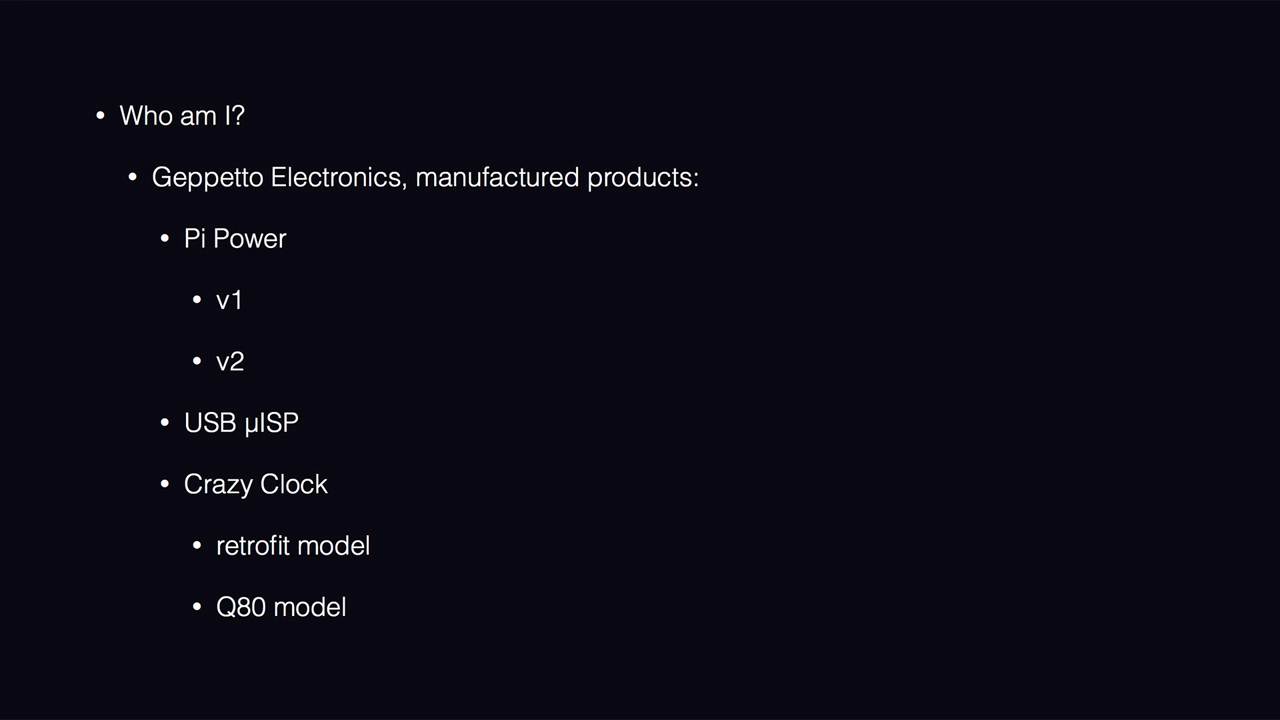 • Who am I?
• Geppetto Electronics, manufactured products:
• Pi Power
• v1
• v2
• USB µISP
• Crazy Clock
• retrofit model
• Q80 model